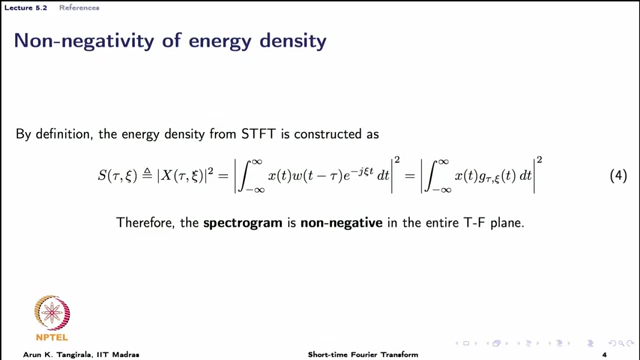 Lecture 5.2 References
Non-negativity of energy density
By definition, the energy density from STFT is constructed as
S(τ, ξ) ≜ |X(τ, ξ)|² = |∫_{-∞}^{∞} x(t)w(t − τ)e^{−jξt} dt|² = |∫_{-∞}^{∞} x(t)g_{τ,ξ}(t) dt|² (4)
Therefore, the spectrogram is non-negative in the entire T-F plane.
NPTEL
Arun K. Tangirala, IIT Madras Short-time Fourier Transform 4